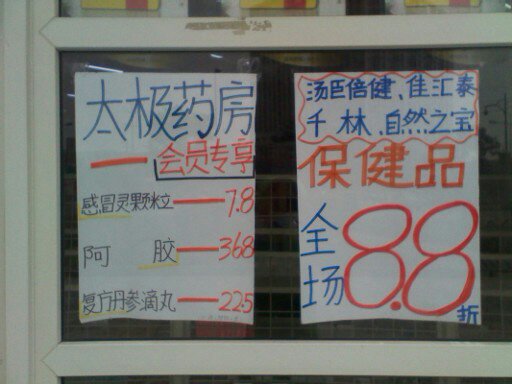 太极药房
一会员专享
感冒灵颗粒—7.8
阿胶—368
复方丹参滴丸—22.5
汤臣倍健、佳汇泰
千林、自然之宝
保健品
全场8.8折